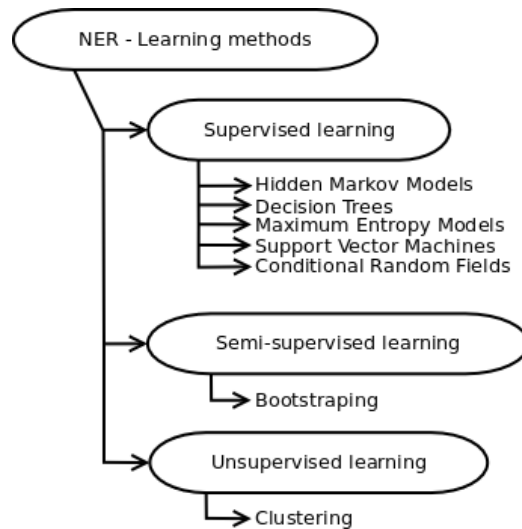 NER - Learning methods
Supervised learning
Hidden Markov Models
Decision Trees
Maximum Entropy Models
Support Vector Machines
Conditional Random Fields
Semi-supervised learning
Bootstraping
Unsupervised learning
Clustering